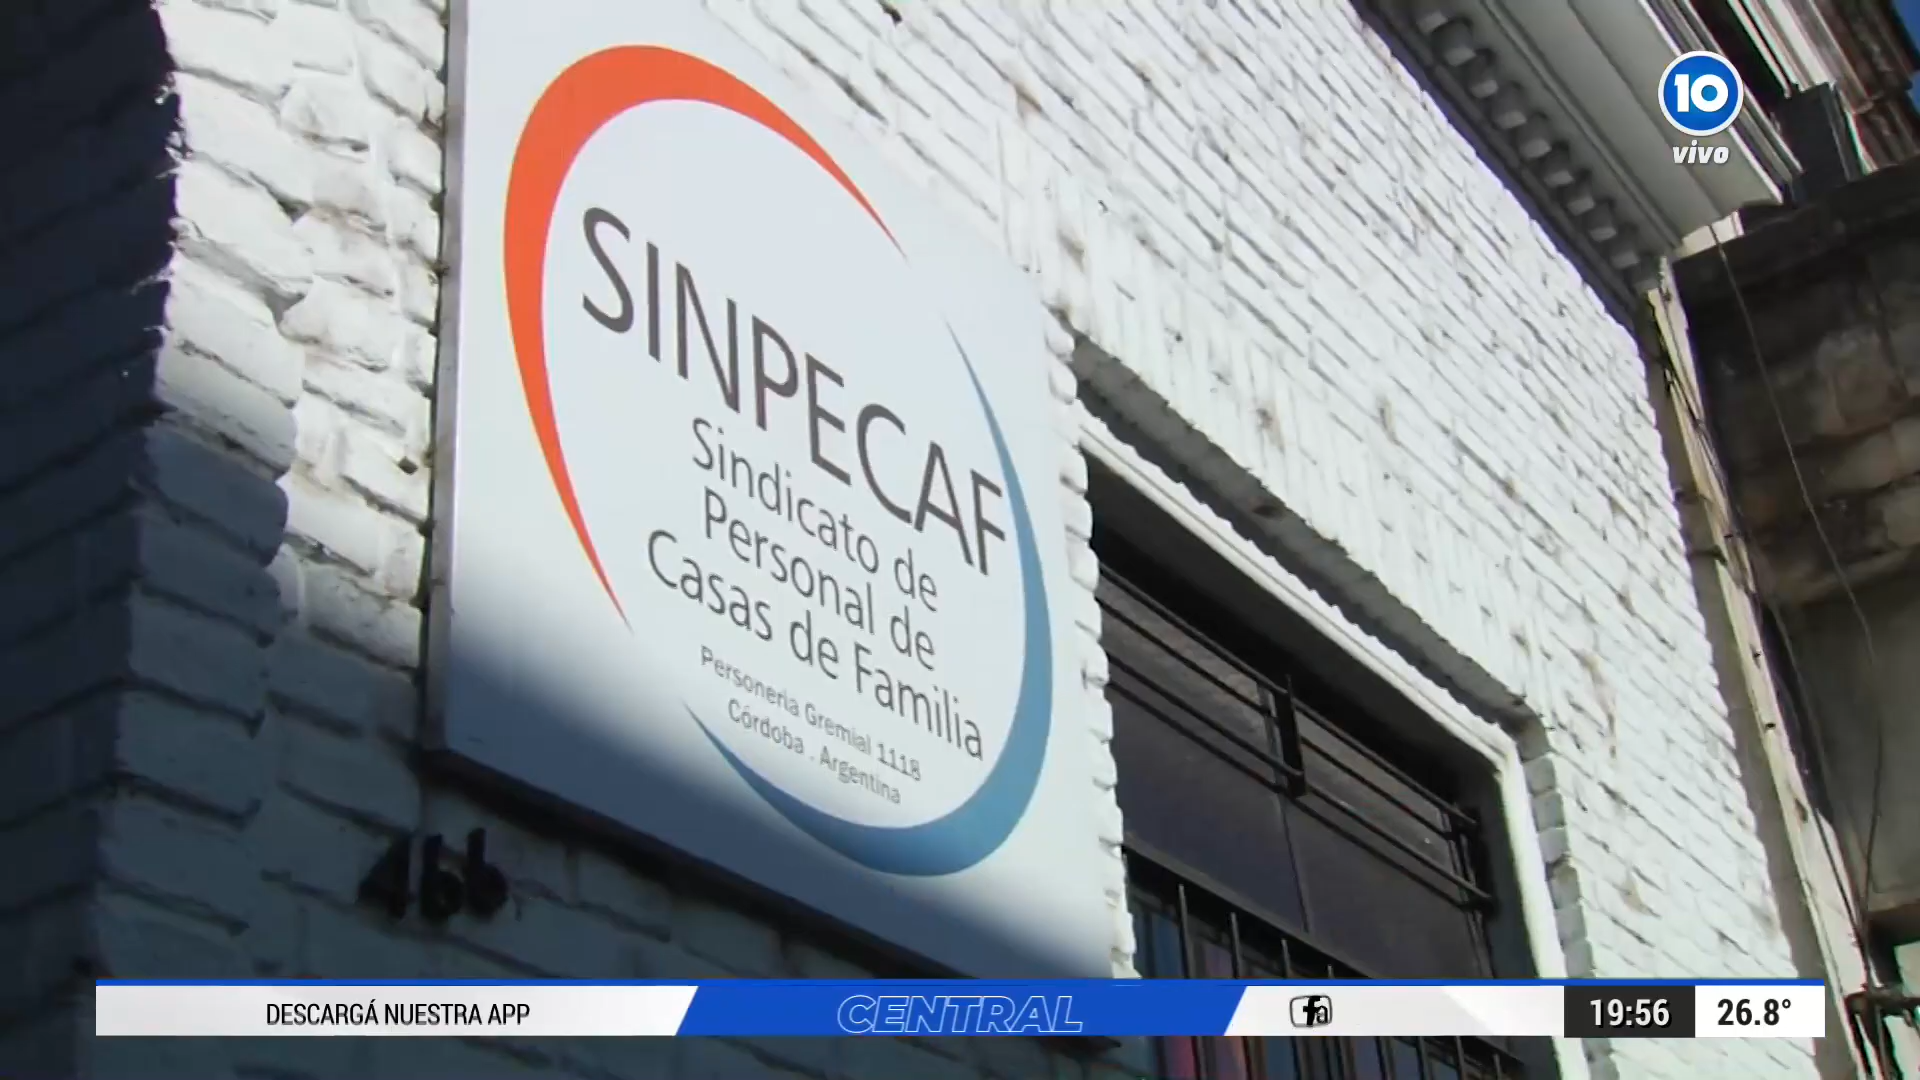 10
vivo
SINPECAF
Sindicato de
Personal de
Casas de Familia
Personería Gremial 1118
Córdoba . Argentina
466
DESCARGÁ NUESTRA APP
CENTRAL
19:56
26.8°